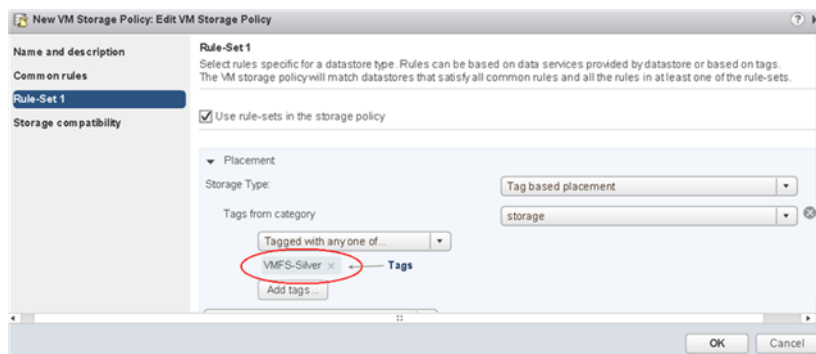 New VM Storage Policy: Edit VM Storage Policy
?
Name and description
Common rules
Rule-Set 1
Storage compatibility
Rule-Set 1
Select rules specific for a datastore type. Rules can be based on data services provided by datastore or based on tags.
The VM storage policy will match datastores that satisfy all common rules and all the rules in at least one of the rule-sets.
Use rule-sets in the storage policy
Placement
Storage Type:
Tag based placement
Tags from category
storage
Tagged with any one of...
VMFS-Silver ×
Tags
Add tags...
OK
Cancel